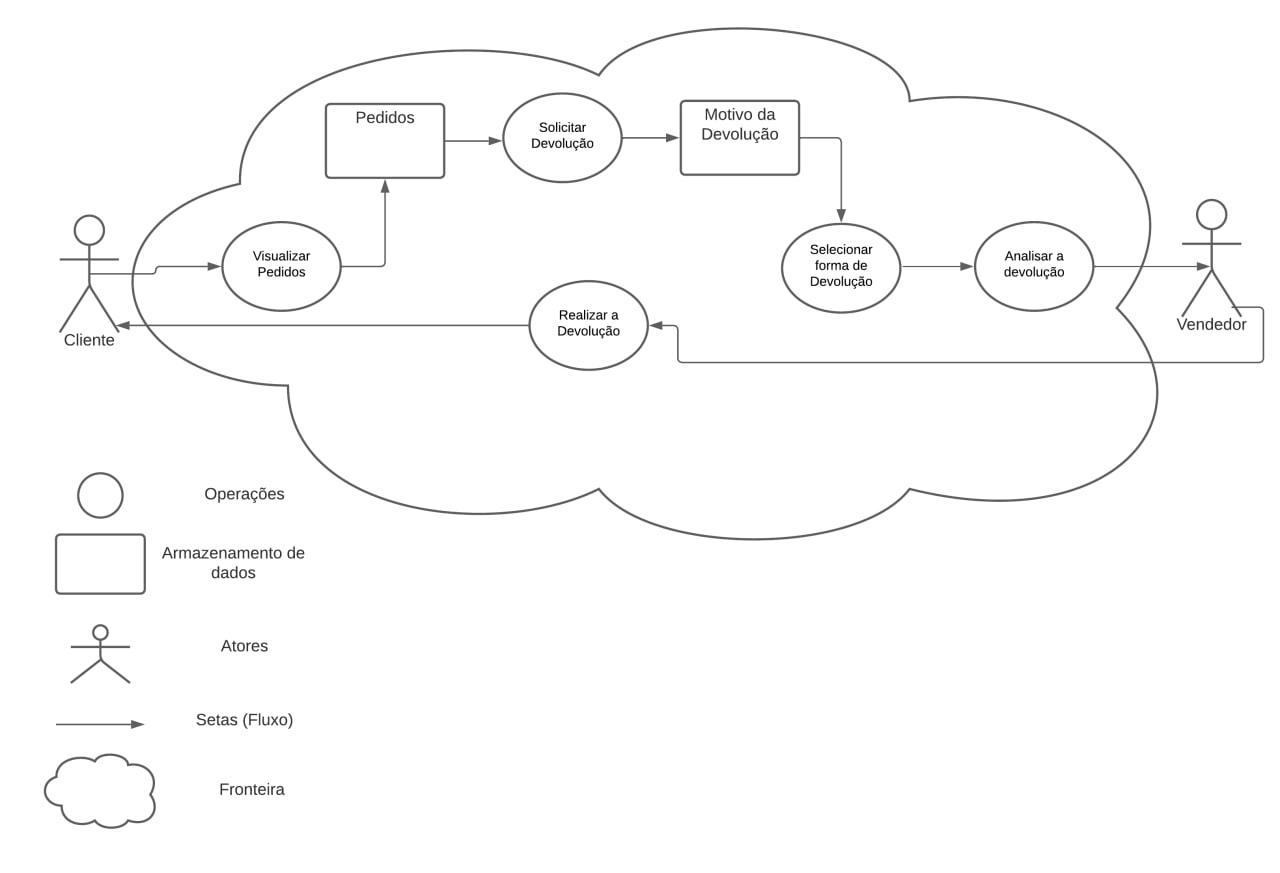 Pedidos
Solicitar
Devolução
Motivo da
Devolução
Visualizar
Pedidos
Selecionar
forma de
Devolução
Analisar a
devolução
Realizar a
Devolução
Cliente
Vendedor
Operações
Armazenamento de
dados
Atores
Setas (Fluxo)
Fronteira